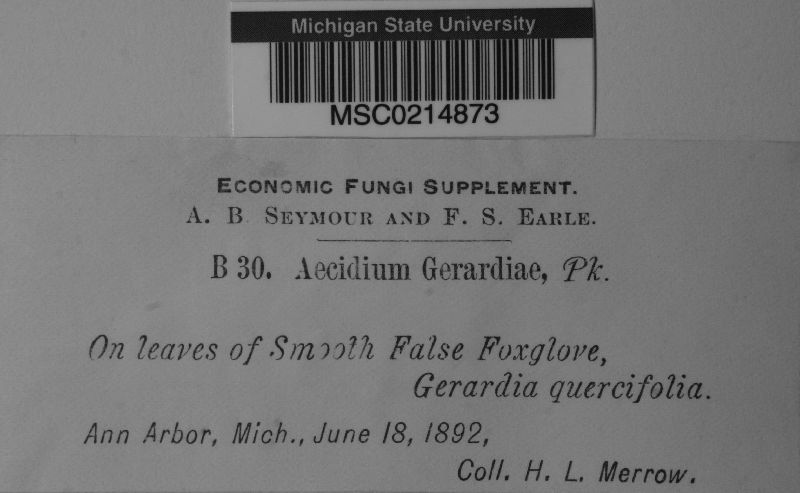 Michigan State University
MSC0214873
ECONOMIC FUNGI SUPPLEMENT.
A. B. SEYMOUR AND F. S. EARLE.
B 30. Aecidium Gerardiae, Pk.
On leaves of Smooth False Foxglove,
Gerardia quercifolia.
Ann Arbor, Mich., June 18, 1892,
Coll. H. L. Merrow.